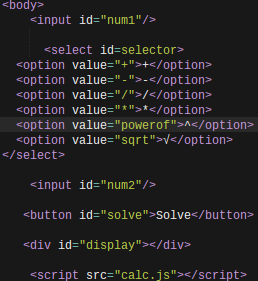 <body>
<input id="num1"/>
<select id=selector>
<option value="+">+</option>
<option value="-">-</option>
<option value="/">/</option>
<option value="*">*</option>
<option value="powerof">^</option>
<option value="sqrt">√</option>
</select>
<input id="num2"/>
<button id="solve">Solve</button>
<div id="display"></div>
<script src="calc.js"></script>